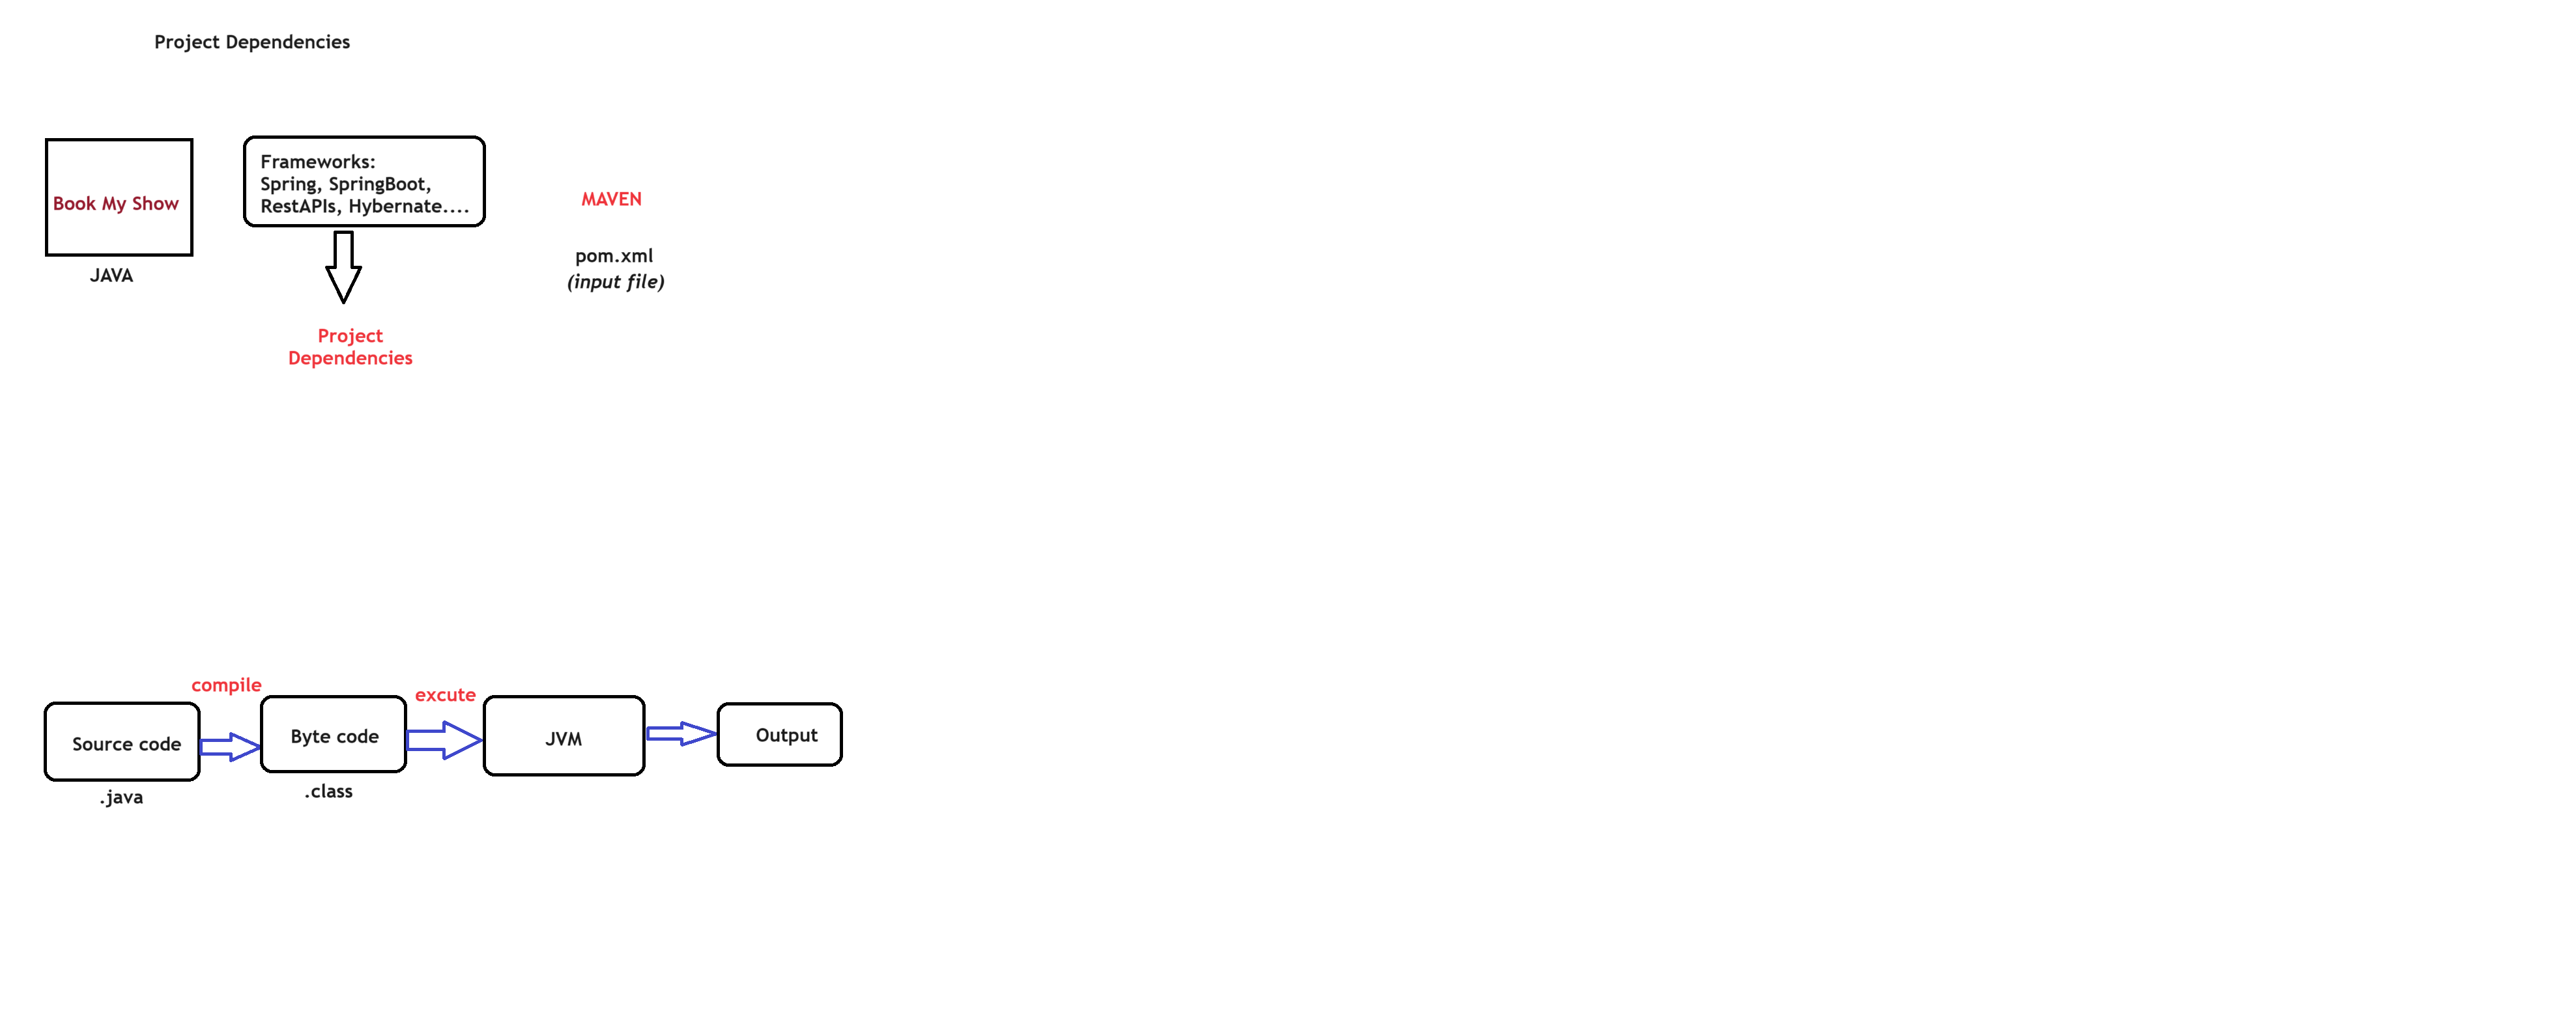 Project Dependencies
Book My Show
JAVA
Frameworks:
Spring, SpringBoot,
RestAPIs, Hybernate....
Project
Dependencies
MAVEN
pom.xml
(input file)
compile
excute
Source code
Byte code
JVM
Output
.java
.class